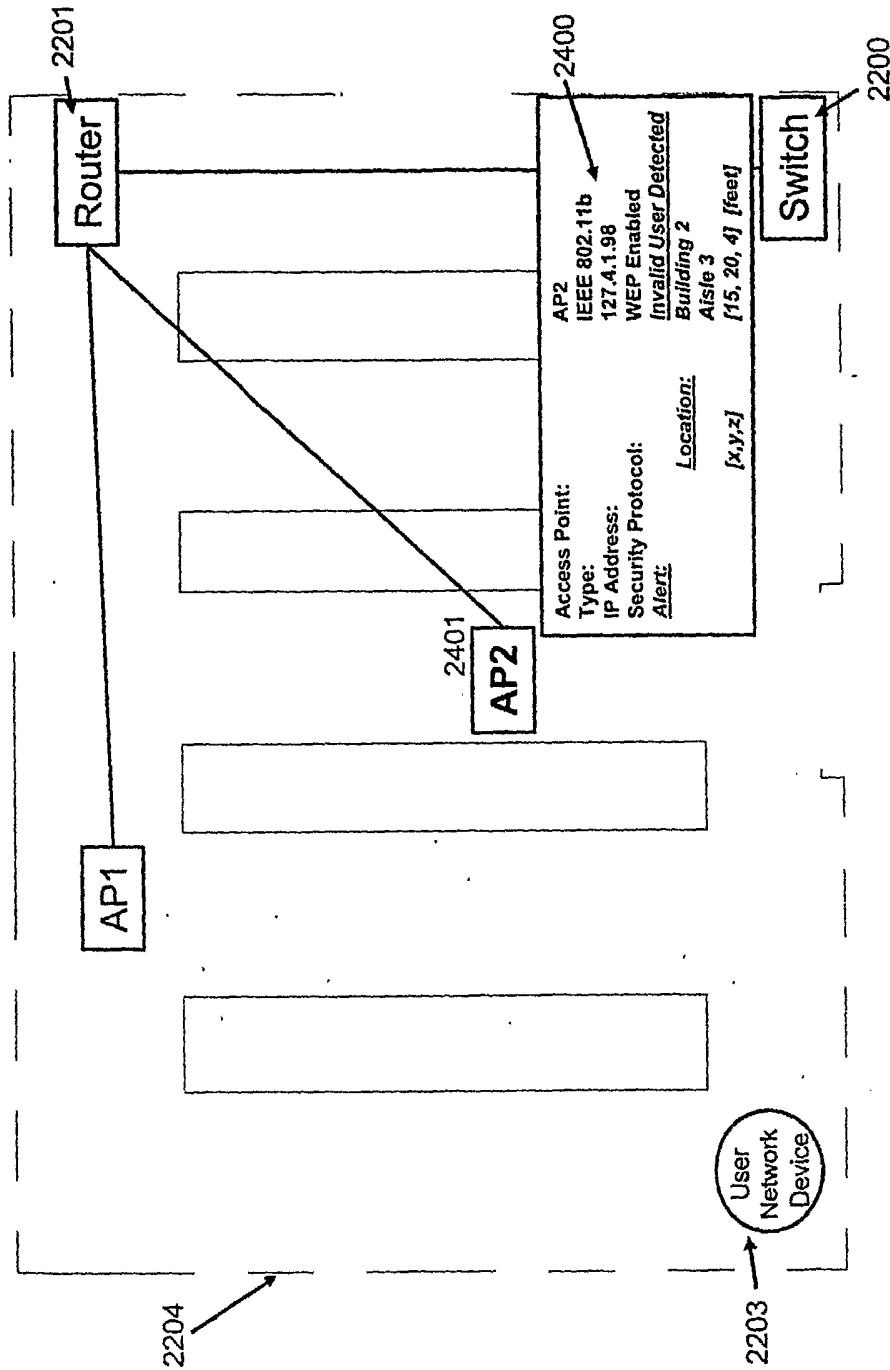 2204
2203
User
Network
Device
AP1
2401
AP2
Router
2201
Access Point: AP2
Type: IEEE 802.11b
IP Address: 127.4.1.98
Security Protocol: WEP Enabled
Alert: Invalid User Detected
Location: Building 2
Aisle 3
[x,y,z] [15, 20, 4] [feet]
2400
Switch
2200